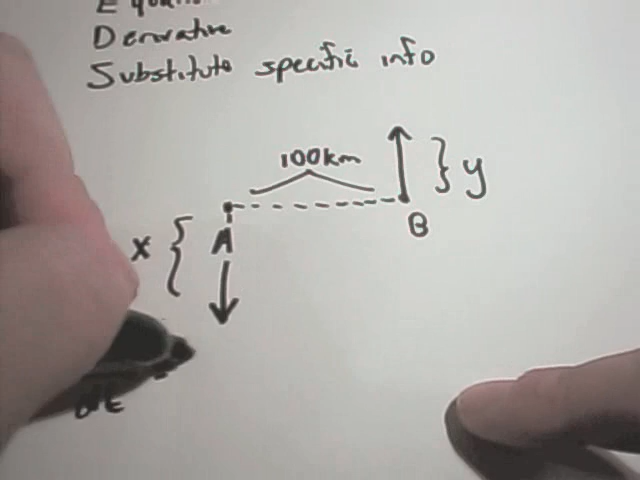 Derivative
Substitute specific info
100km
} y
B
x {
A